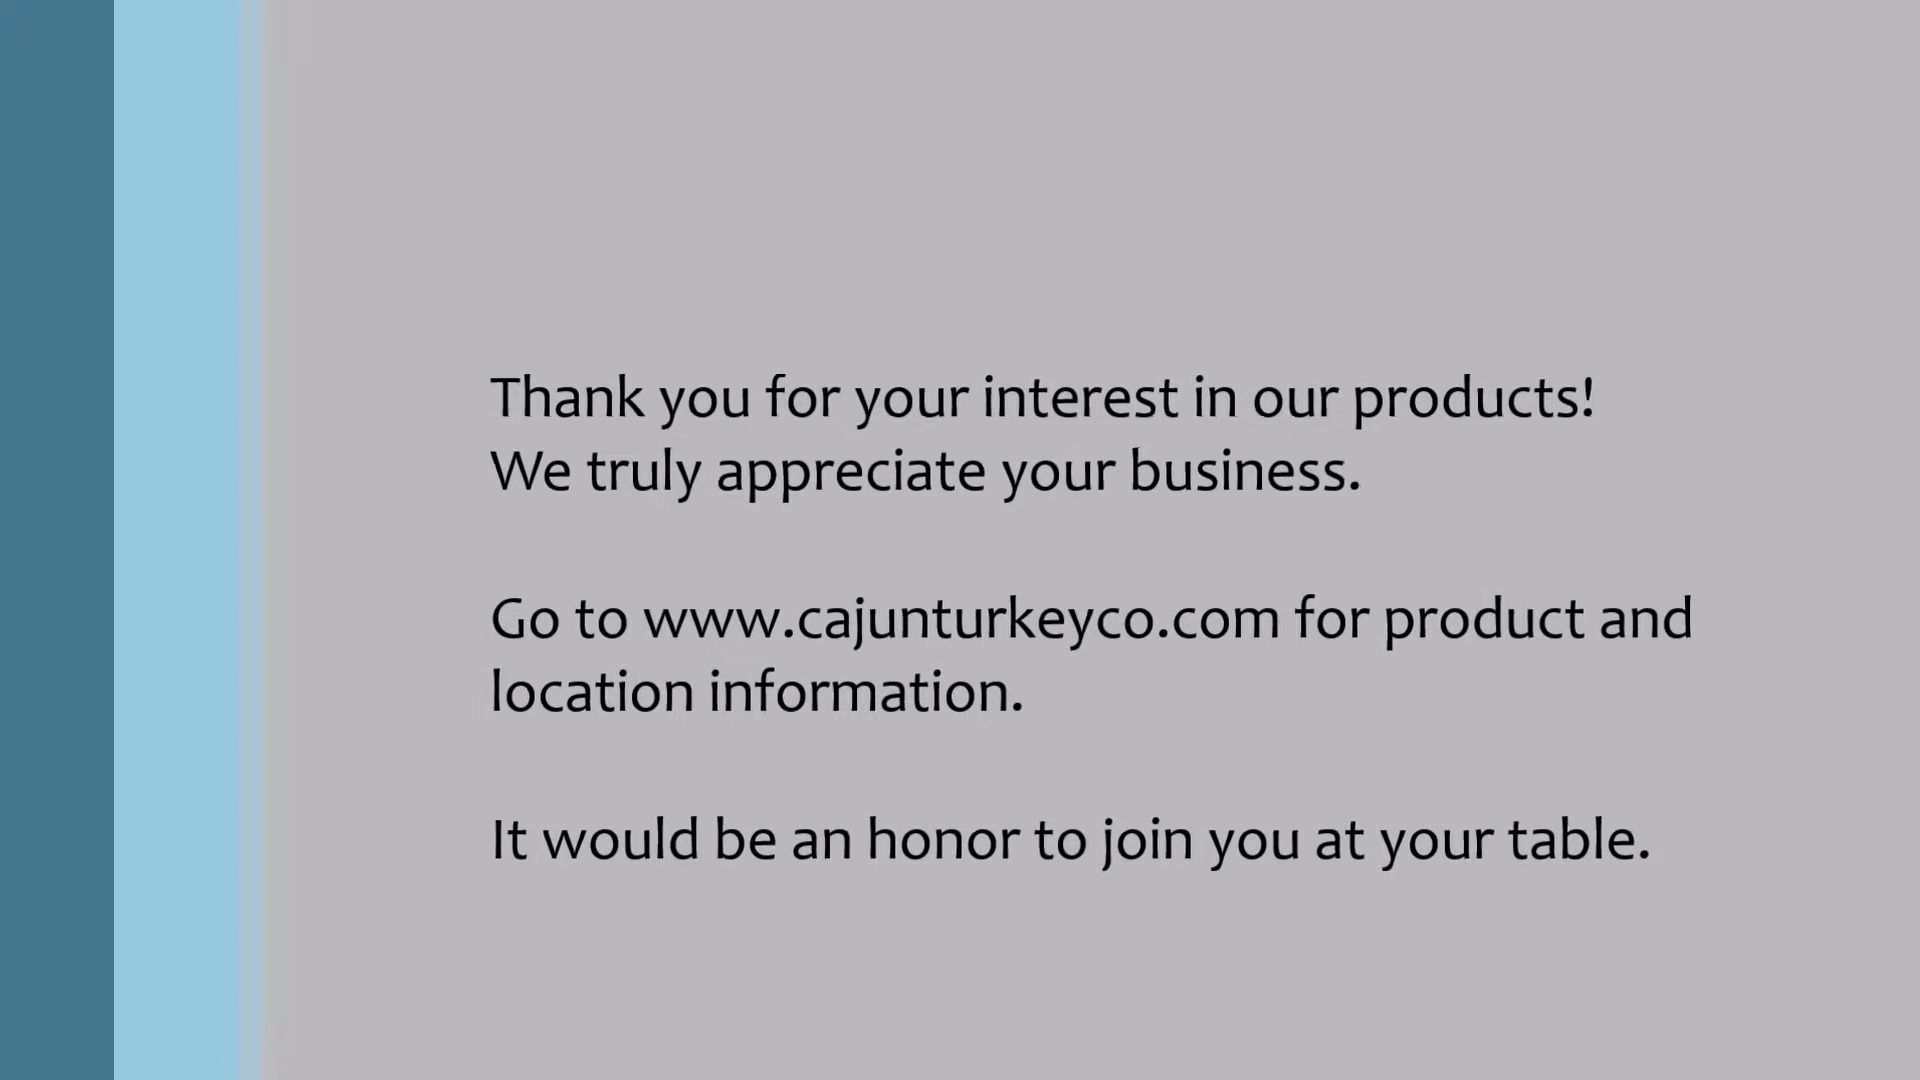 Thank you for your interest in our products!
We truly appreciate your business.
Go to www.cajunturkeyco.com for product and
location information.
It would be an honor to join you at your table.